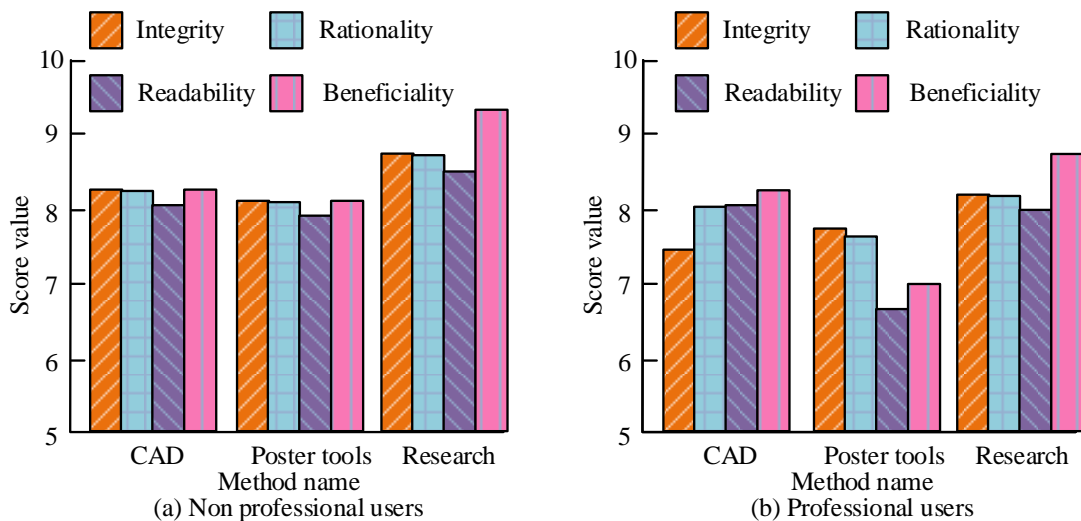 Integrity
Rationality
Readability
Beneficiality
10
9
8
7
6
5
Score value
CAD
Poster tools
Research
Method name
(a) Non professional users
Integrity
Rationality
Readability
Beneficiality
10
9
8
7
6
5
Score value
CAD
Poster tools
Research
Method name
(b) Professional users